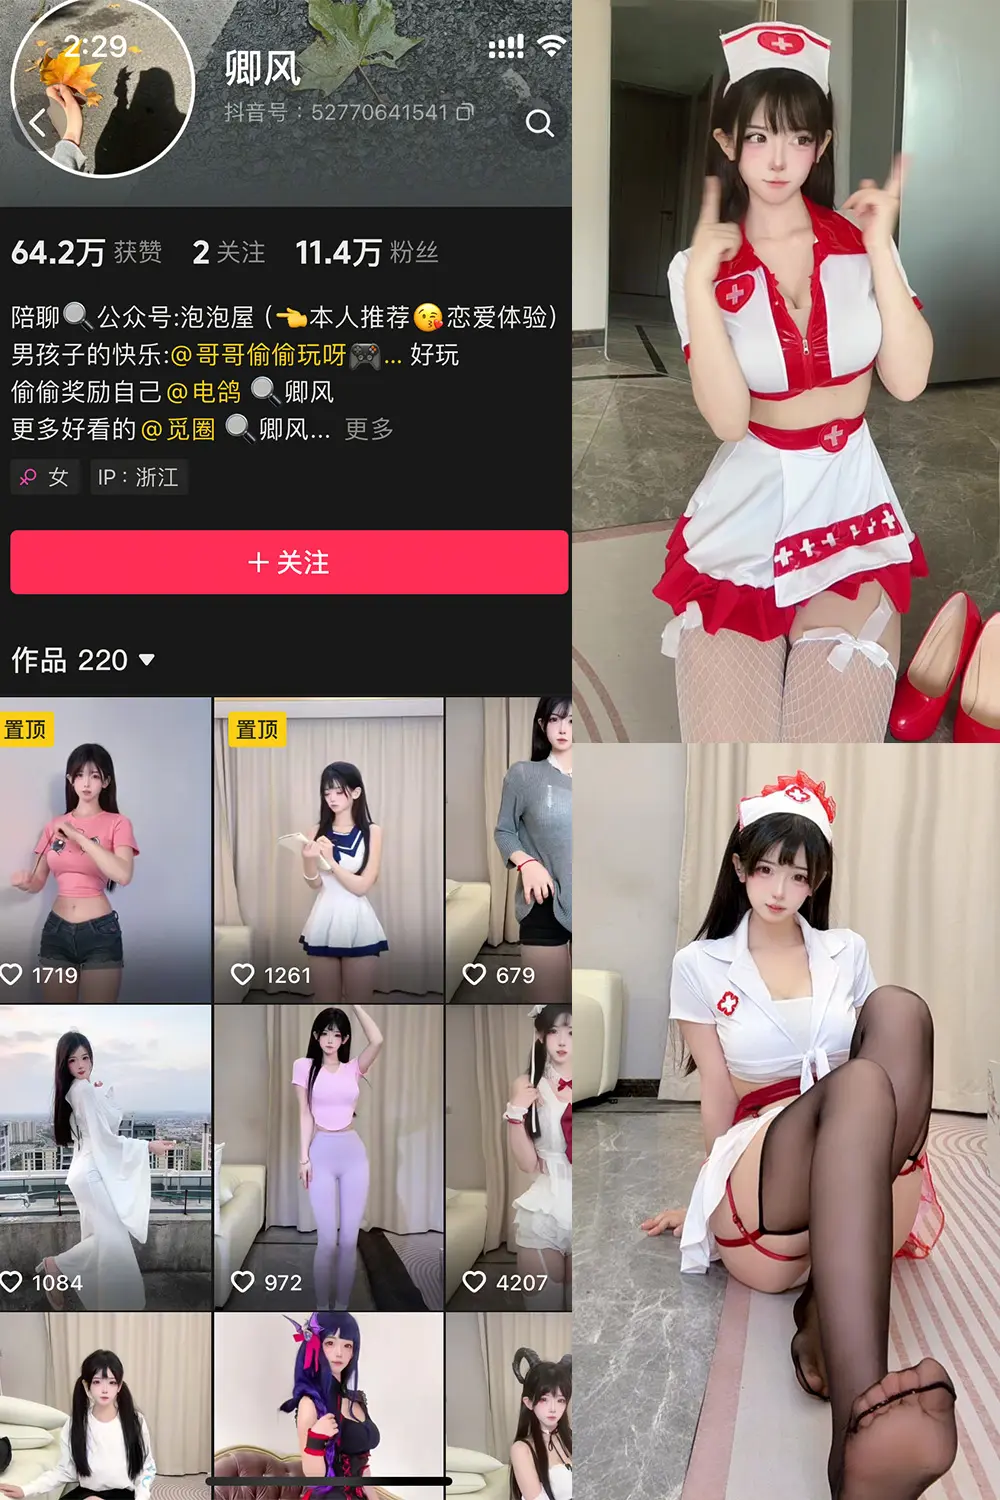 2:29
卿风
抖音号：52770641541
64.2万 获赞 2 关注 11.4万 粉丝
陪聊🔍公众号:泡泡屋（👈本人推荐😘恋爱体验）
男孩子的快乐:@哥哥偷偷玩呀🎮... 好玩
偷偷奖励自己@电鸽 🔍卿风
更多好看的@觅圈 🔍卿风... 更多
女 IP：浙江
＋关注
作品 220
置顶 置顶
1719 1261 679
1084 972 4207